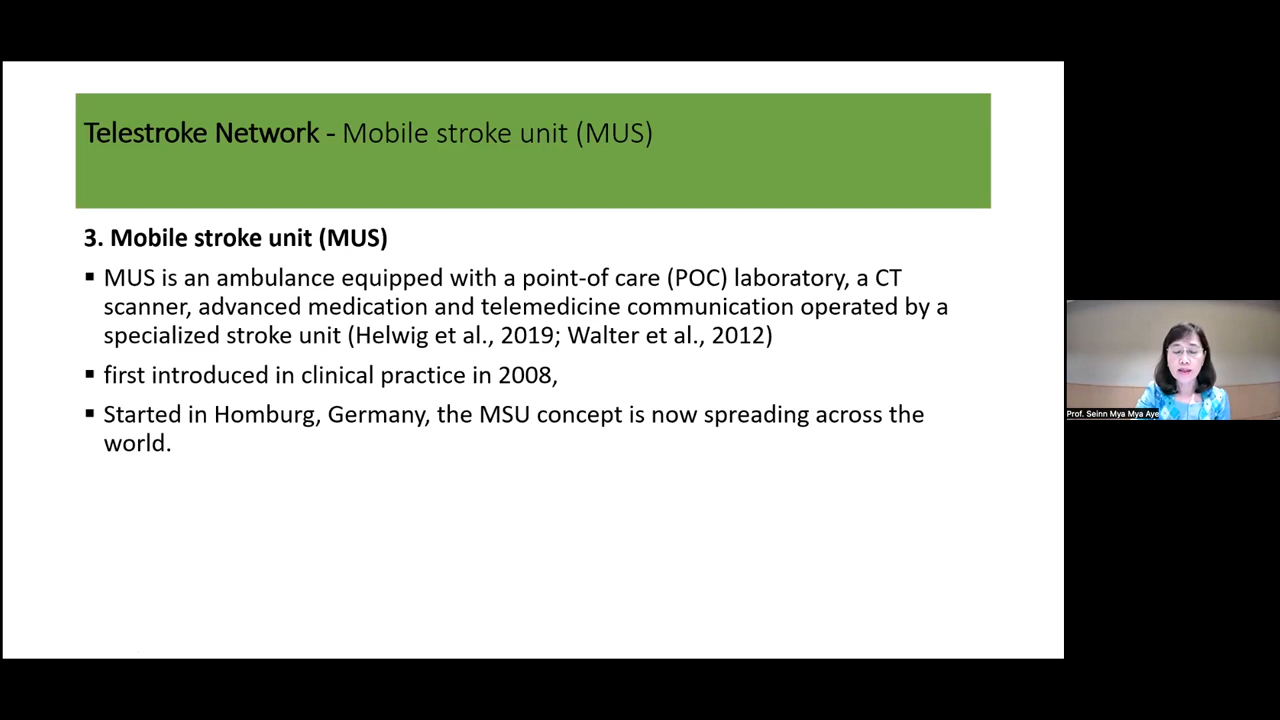 Telestroke Network - Mobile stroke unit (MUS)
3. Mobile stroke unit (MUS)
▪ MUS is an ambulance equipped with a point-of care (POC) laboratory, a CT
scanner, advanced medication and telemedicine communication operated by a
specialized stroke unit (Helwig et al., 2019; Walter et al., 2012)
▪ first introduced in clinical practice in 2008,
▪ Started in Homburg, Germany, the MSU concept is now spreading across the
world.
Prof. Seinn Mya Mya Aye